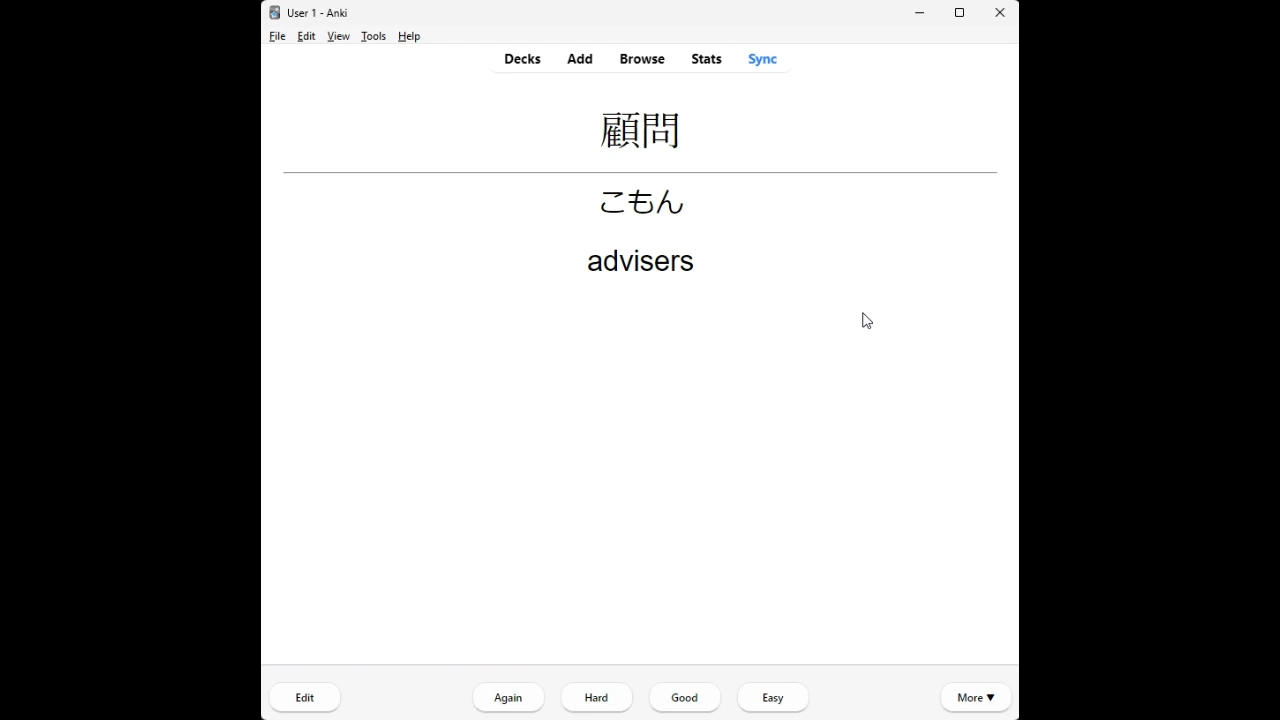 User 1 - Anki
File Edit View Tools Help
Decks Add Browse Stats Sync
顧問
こもん
advisers
Edit Again Hard Good Easy More ▼